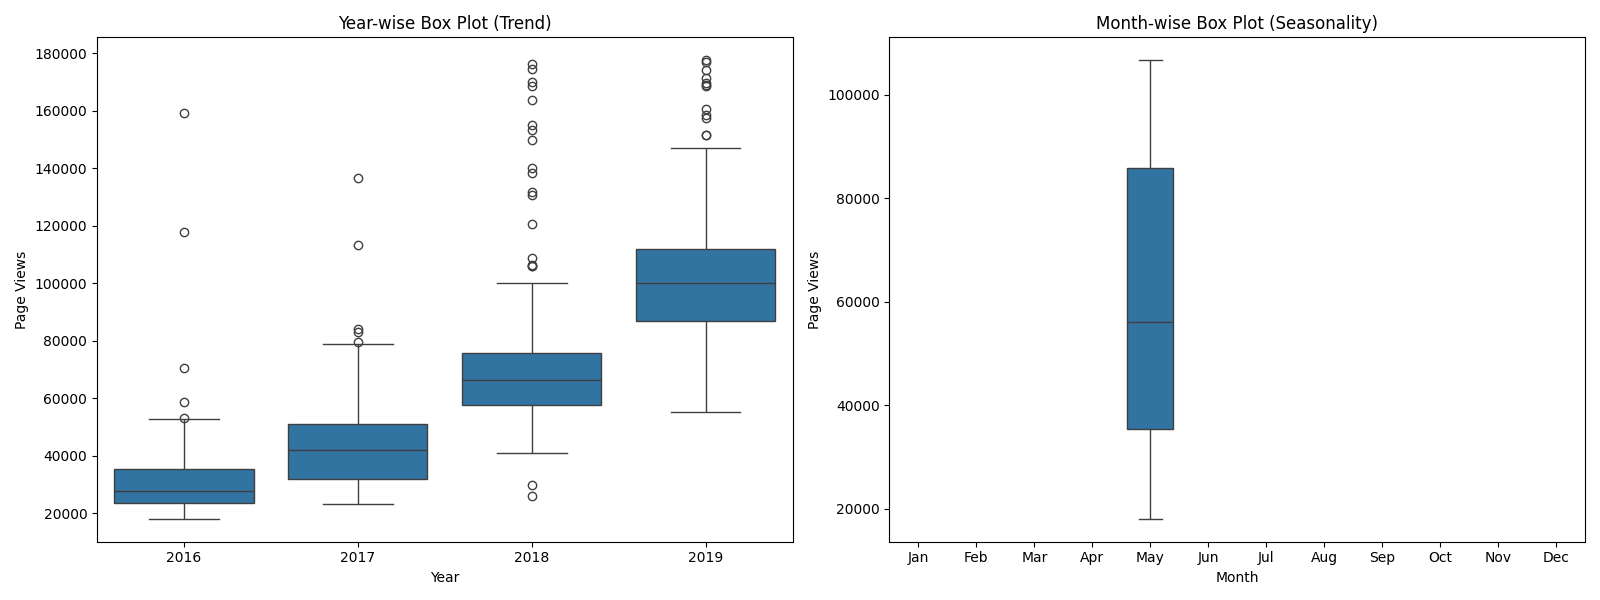 Year-wise Box Plot (Trend)
Page Views
180000
160000
140000
120000
100000
80000
60000
40000
20000
2016 2017 2018 2019
Year
Month-wise Box Plot (Seasonality)
Page Views
100000
80000
60000
40000
20000
Jan Feb Mar Apr May Jun Jul Aug Sep Oct Nov Dec
Month